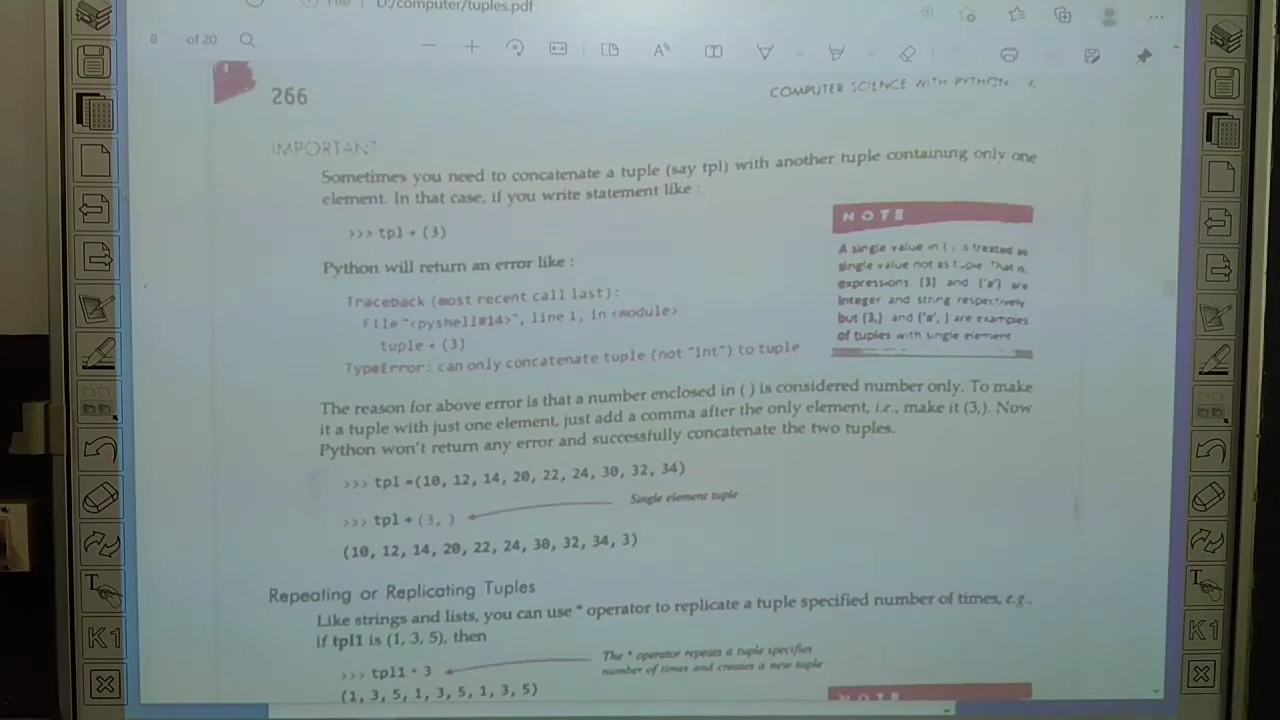 File D:/computer/tuples.pdf
8 of 20
266
COMPUTER SCIENCE WITH PYTHON
IMPORTANT
Sometimes you need to concatenate a tuple (say tpl) with another tuple containing only one
element. In that case, if you write statement like :
>>> tpl + (3)
Python will return an error like :
Traceback (most recent call last):
File "<pyshell#14>", line 1, in <module>
tuple + (3)
TypeError: can only concatenate tuple (not "int") to tuple
NOTE
A single value in ( ) is treated as
single value not as tuple. That is,
expressions (3) and ('a') are
integer and string respectively
but (3,) and ('a', ) are examples
of tuples with single element
The reason for above error is that a number enclosed in ( ) is considered number only. To make
it a tuple with just one element, just add a comma after the only element, i.e., make it (3,). Now
Python won't return any error and successfully concatenate the two tuples.
>>> tpl =(10, 12, 14, 20, 22, 24, 30, 32, 34)
Single element tuple
>>> tpl + (3, )
(10, 12, 14, 20, 22, 24, 30, 32, 34, 3)
Repeating or Replicating Tuples
Like strings and lists, you can use * operator to replicate a tuple specified number of times, e.g.,
if tpl1 is (1, 3, 5), then
The * operator repeats a tuple specifies
number of times and creates a new tuple
>>> tpl1 * 3
(1, 3, 5, 1, 3, 5, 1, 3, 5)
NOTE
K1
K1